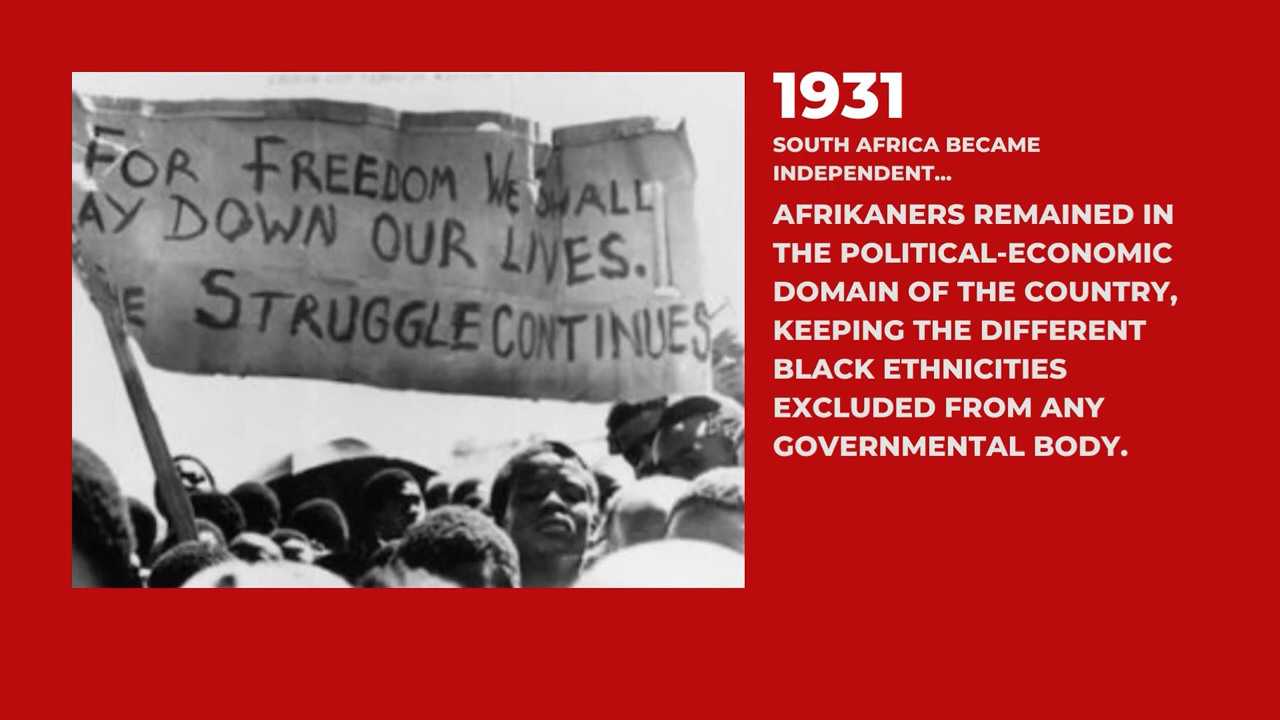 FOR FREEDOM WE SHALL
AY DOWN OUR LIVES.
E STRUGGLE CONTINUES
1931
SOUTH AFRICA BECAME
INDEPENDENT...
AFRIKANERS REMAINED IN
THE POLITICAL-ECONOMIC
DOMAIN OF THE COUNTRY,
KEEPING THE DIFFERENT
BLACK ETHNICITIES
EXCLUDED FROM ANY
GOVERNMENTAL BODY.